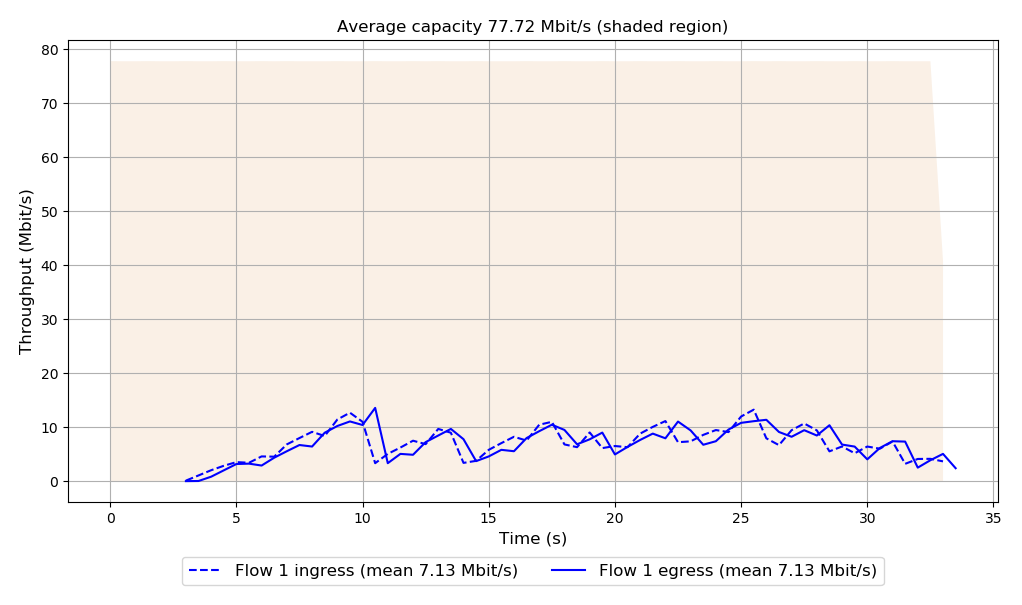 Average capacity 77.72 Mbit/s (shaded region)
80
70
60
50
40
30
20
10
0
Throughput (Mbit/s)
0 5 10 15 20 25 30 35
Time (s)
Flow 1 ingress (mean 7.13 Mbit/s) Flow 1 egress (mean 7.13 Mbit/s)